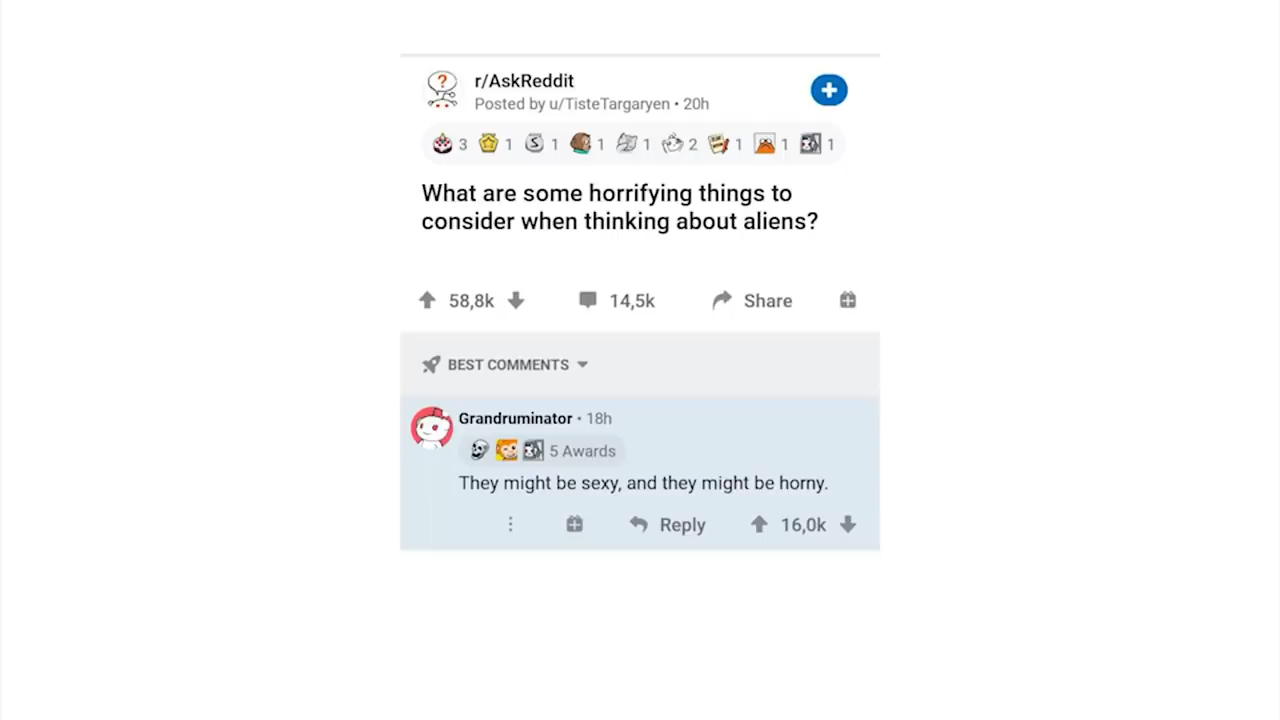 r/AskReddit
Posted by u/TisteTargaryen • 20h
3 1 1 1 1 2 1 1 1
What are some horrifying things to
consider when thinking about aliens?
58,8k 14,5k Share
BEST COMMENTS
Grandruminator • 18h
5 Awards
They might be sexy, and they might be horny.
Reply 16,0k